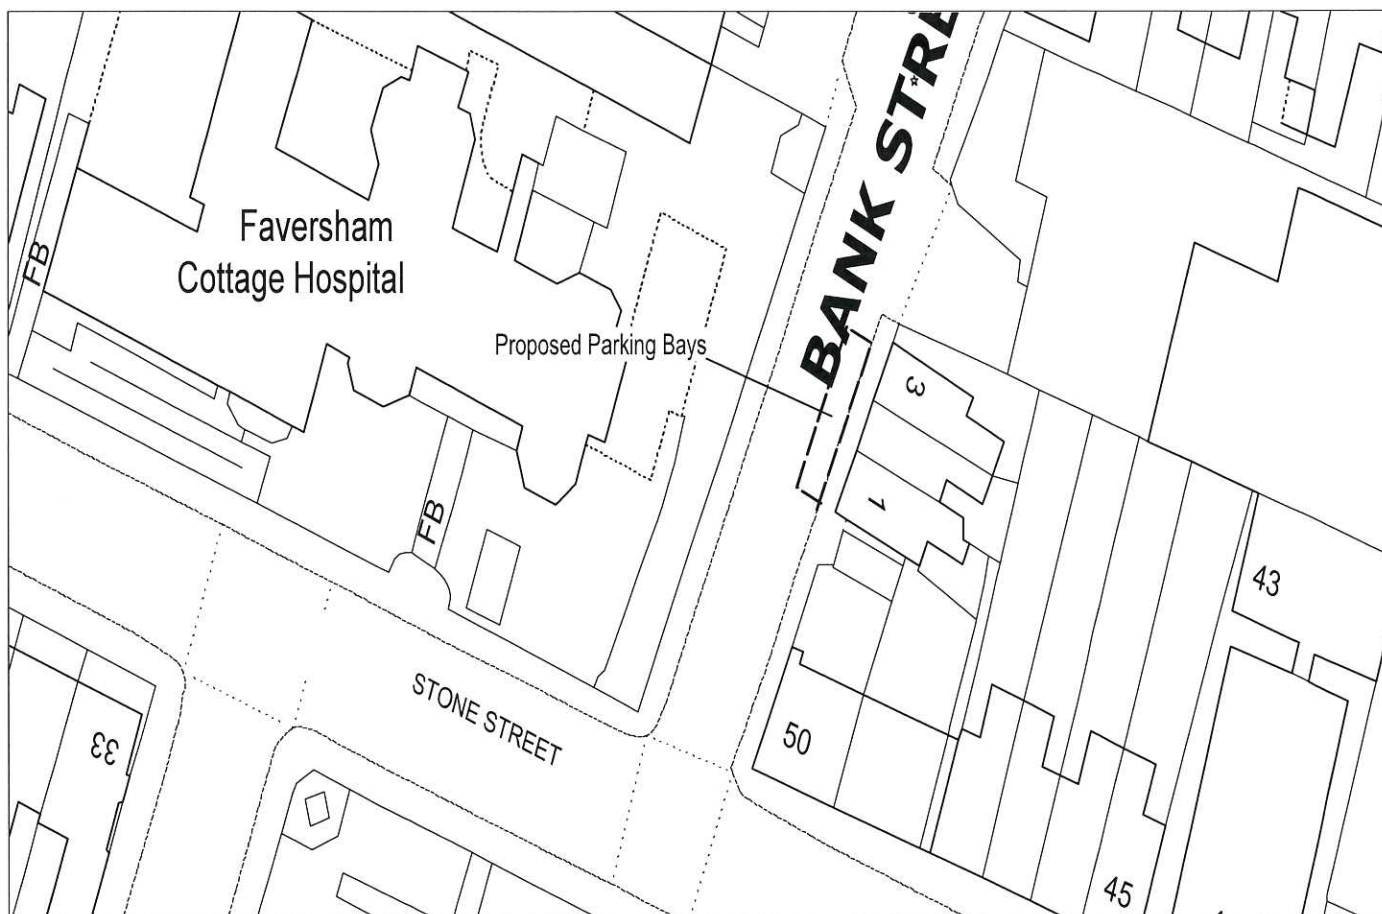 BANK STRE
Faversham
Cottage Hospital
FB
Proposed Parking Bays
3
1
FB
43
STONE STREET
50
33
45